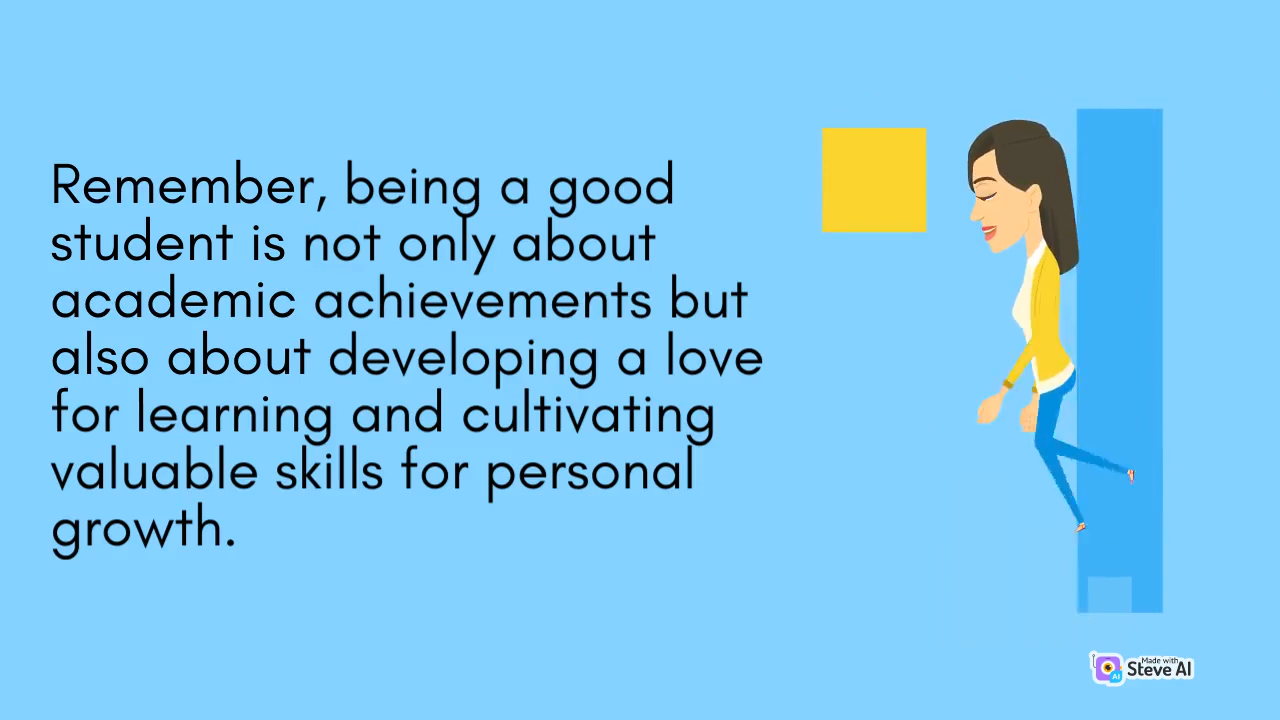 Remember, being a good
student is not only about
academic achievements but
also about developing a love
for learning and cultivating
valuable skills for personal
growth.
Made with
Steve AI
AI